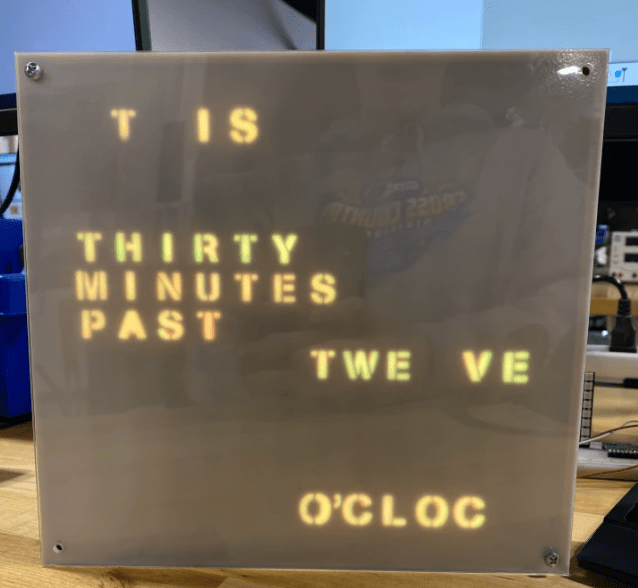 T IS
THIRTY
MINUTES
PAST
TWE VE
O'CLOC